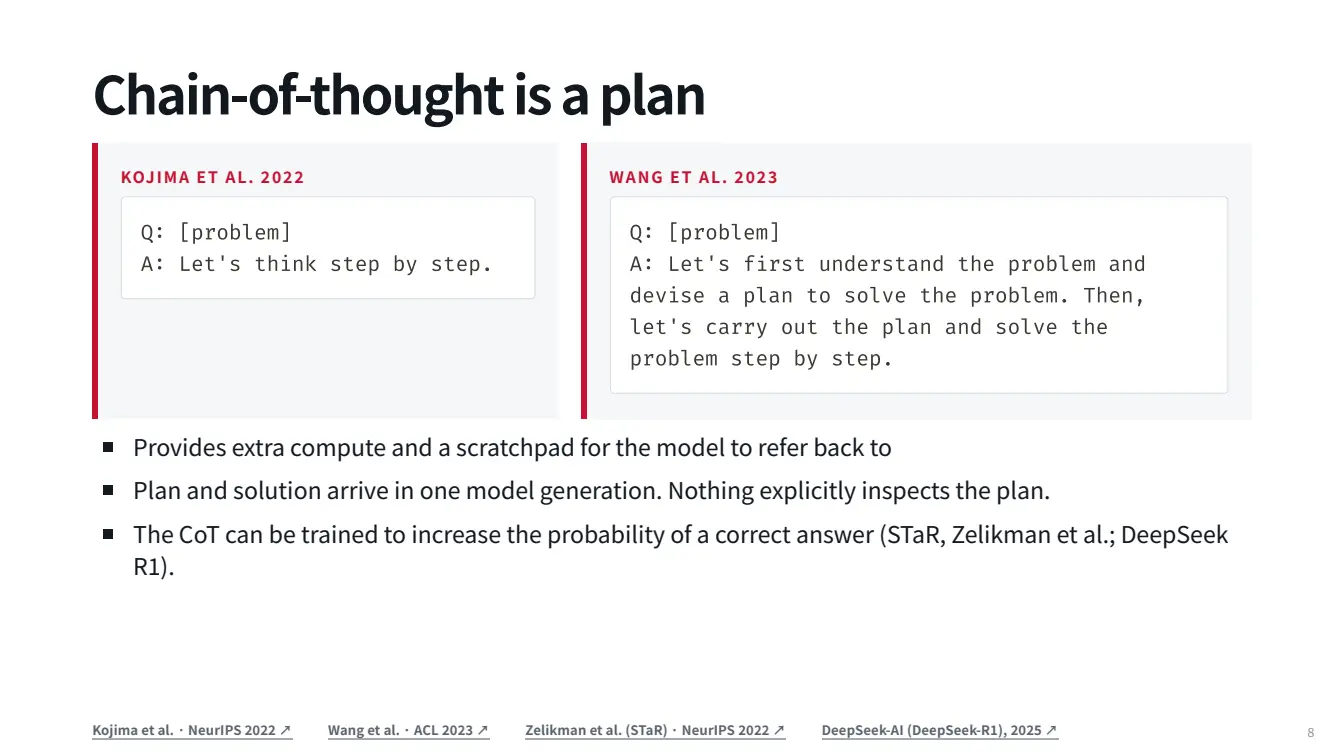 Chain-of-thought is a plan
KOJIMA ET AL. 2022
Q: [problem]
A: Let's think step by step.
WANG ET AL. 2023
Q: [problem]
A: Let's first understand the problem and
devise a plan to solve the problem. Then,
let's carry out the plan and solve the
problem step by step.
Provides extra compute and a scratchpad for the model to refer back to
Plan and solution arrive in one model generation. Nothing explicitly inspects the plan.
The CoT can be trained to increase the probability of a correct answer (STaR, Zelikman et al.; DeepSeek
R1).
Kojima et al. · NeurIPS 2022 ↗
Wang et al. · ACL 2023 ↗
Zelikman et al. (STaR) · NeurIPS 2022 ↗
DeepSeek-AI (DeepSeek-R1), 2025 ↗
8